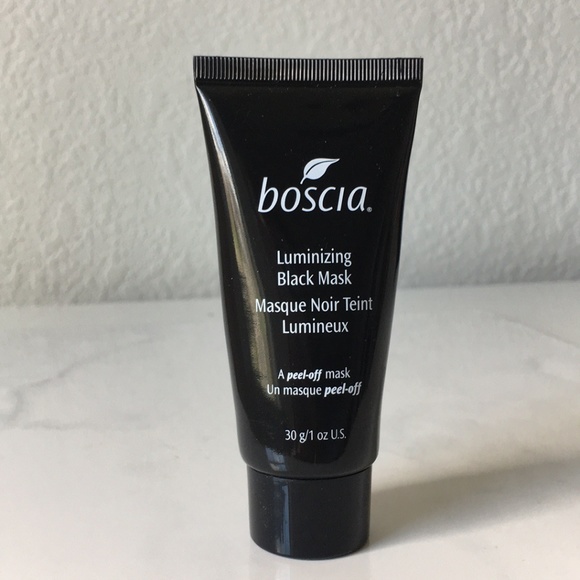 boscia®
Luminizing
Black Mask
Masque Noir Teint
Lumineux
A peel-off mask
Un masque peel-off
30 g/1 oz U.S.